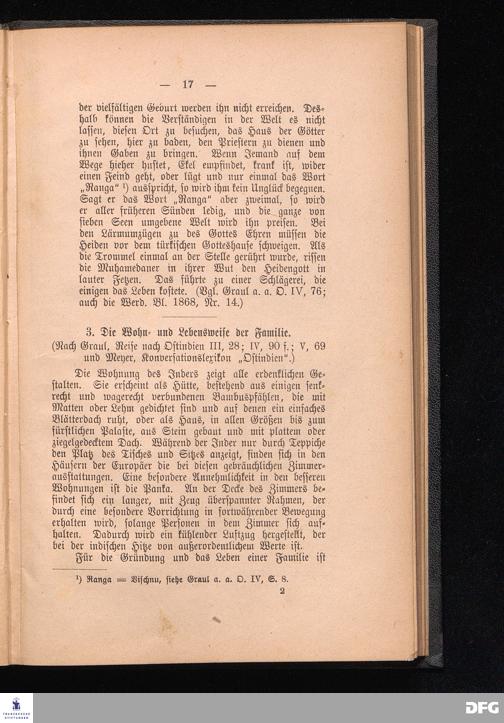 — 17 —
der vielfältigen Geburt werden ihn nicht erreichen. Des-
halb können die Verständigen in der Welt es nicht
lassen, diesen Ort zu besuchen, das Haus der Götter
zu sehen, hier zu baden, den Priestern zu dienen und
ihnen Gaben zu bringen. Wenn Jemand auf dem
Wege hieher hustet, Ekel empfindet, krank ist, wider
einen Feind geht, oder lügt und nur einmal das Wort
„Ranga“ ¹) ausspricht, so wird ihm kein Unglück begegnen.
Sagt er das Wort „Ranga“ aber zweimal, so wird
er aller früheren Sünden ledig, und die ganze von
sieben Seen umgebene Welt wird ihn preisen. Bei
den Lärmumzügen zu des Gottes Ehren müssen die
Heiden vor dem türkischen Gotteshause schweigen. Als
die Trommel einmal an der Stelle gerührt wurde, rissen
die Muhamedaner in ihrer Wut den Heidengott in
lauter Fetzen. Das führte zu einer Schlägerei, die
einigen das Leben kostete. (Vgl. Graul a. a. O. IV, 76;
auch die Werd. Bl. 1868, Nr. 14.)
3. Die Wohn- und Lebensweise der Familie.
(Nach Graul, Reise nach Ostindien III, 28; IV, 90 f.; V, 69
und Meyer, Konversationslexikon „Ostindien“.)
Die Wohnung des Inders zeigt alle erdenklichen Ge-
stalten. Sie erscheint als Hütte, bestehend aus einigen senk-
recht und wagerecht verbundenen Bambuspfählen, die mit
Matten oder Lehm gedichtet sind und auf denen ein einfaches
Blätterdach ruht, oder als Haus, in allen Größen bis zum
fürstlichen Palaste, aus Stein gebaut und mit plattem oder
ziegelgedecktem Dach. Während der Inder nur durch Teppiche
den Platz des Tisches und Sitzes anzeigt, finden sich in den
Häusern der Europäer die bei diesen gebräuchlichen Zimmer-
ausstattungen. Eine besondere Annehmlichkeit in den besseren
Wohnungen ist die Panka. An der Decke des Zimmers be-
findet sich ein langer, mit Zeug überspannter Rahmen, der
durch eine besondere Vorrichtung in fortwährender Bewegung
erhalten wird, solange Personen in dem Zimmer sich auf-
halten. Dadurch wird ein kühlender Luftzug hergestellt, der
bei der indischen Hitze von außerordentlichem Werte ist.
Für die Gründung und das Leben einer Familie ist
¹) Ranga = Vischnu, siehe Graul a. a. O. IV, S. 8.
2
FRANCKESCHE
STIFTUNGEN
DFG